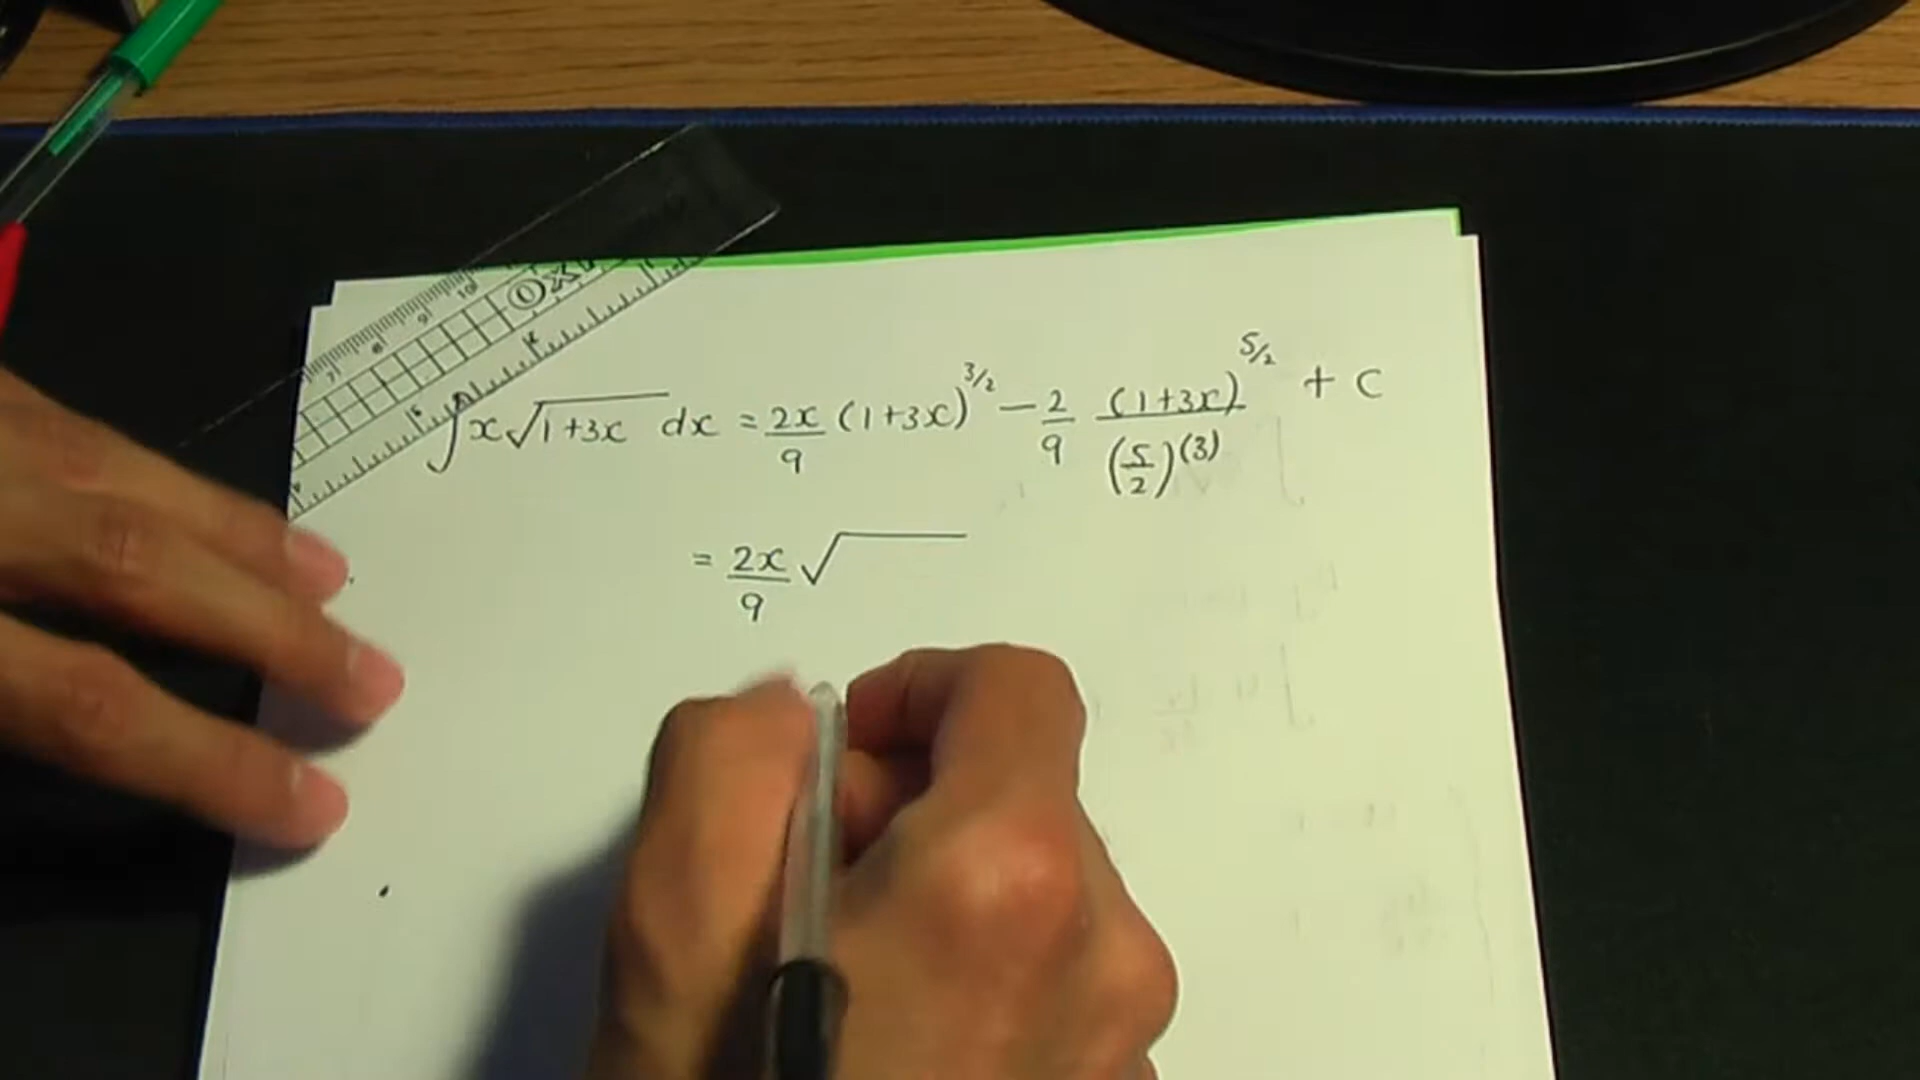 ∫x√(1+3x) dx = 2x/9 (1+3x)^3/2 − 2/9 (1+3x)^5/2 / (5/2)(3) + C
= 2x/9 √